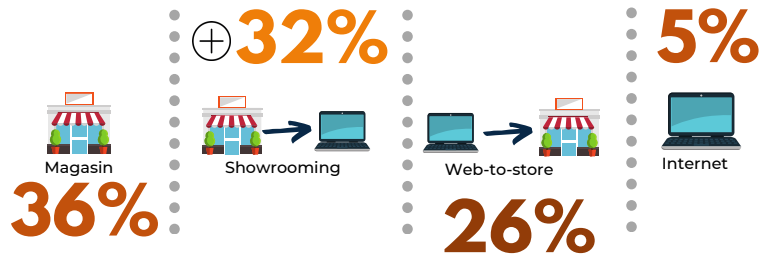 Magasin
36%
+32%
Showrooming
Web-to-store
26%
5%
Internet